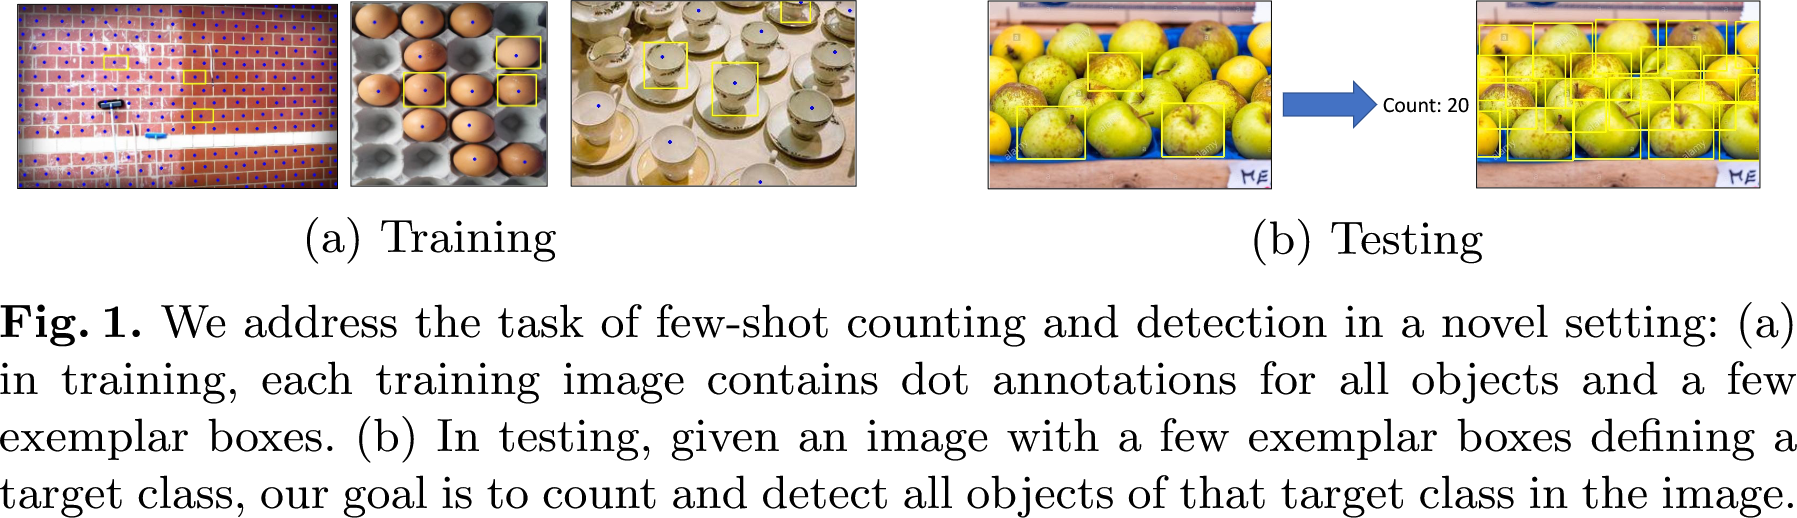 Count: 20
ME
ME
(a) Training
(b) Testing
Fig. 1. We address the task of few-shot counting and detection in a novel setting: (a)
in training, each training image contains dot annotations for all objects and a few
exemplar boxes. (b) In testing, given an image with a few exemplar boxes defining a
target class, our goal is to count and detect all objects of that target class in the image.